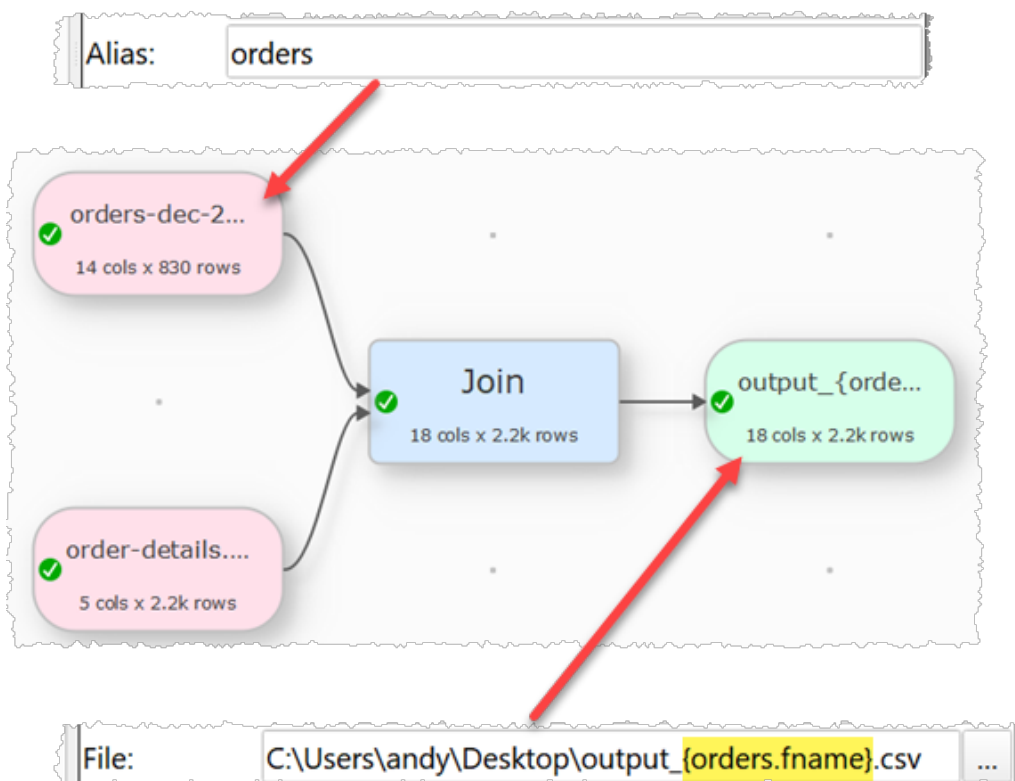 Alias: orders
orders-dec-2...
14 cols x 830 rows
Join
18 cols x 2.2k rows
output_{orde...
18 cols x 2.2k rows
order-details....
5 cols x 2.2k rows
File: C:\Users\andy\Desktop\output_{orders.fname}.csv ...